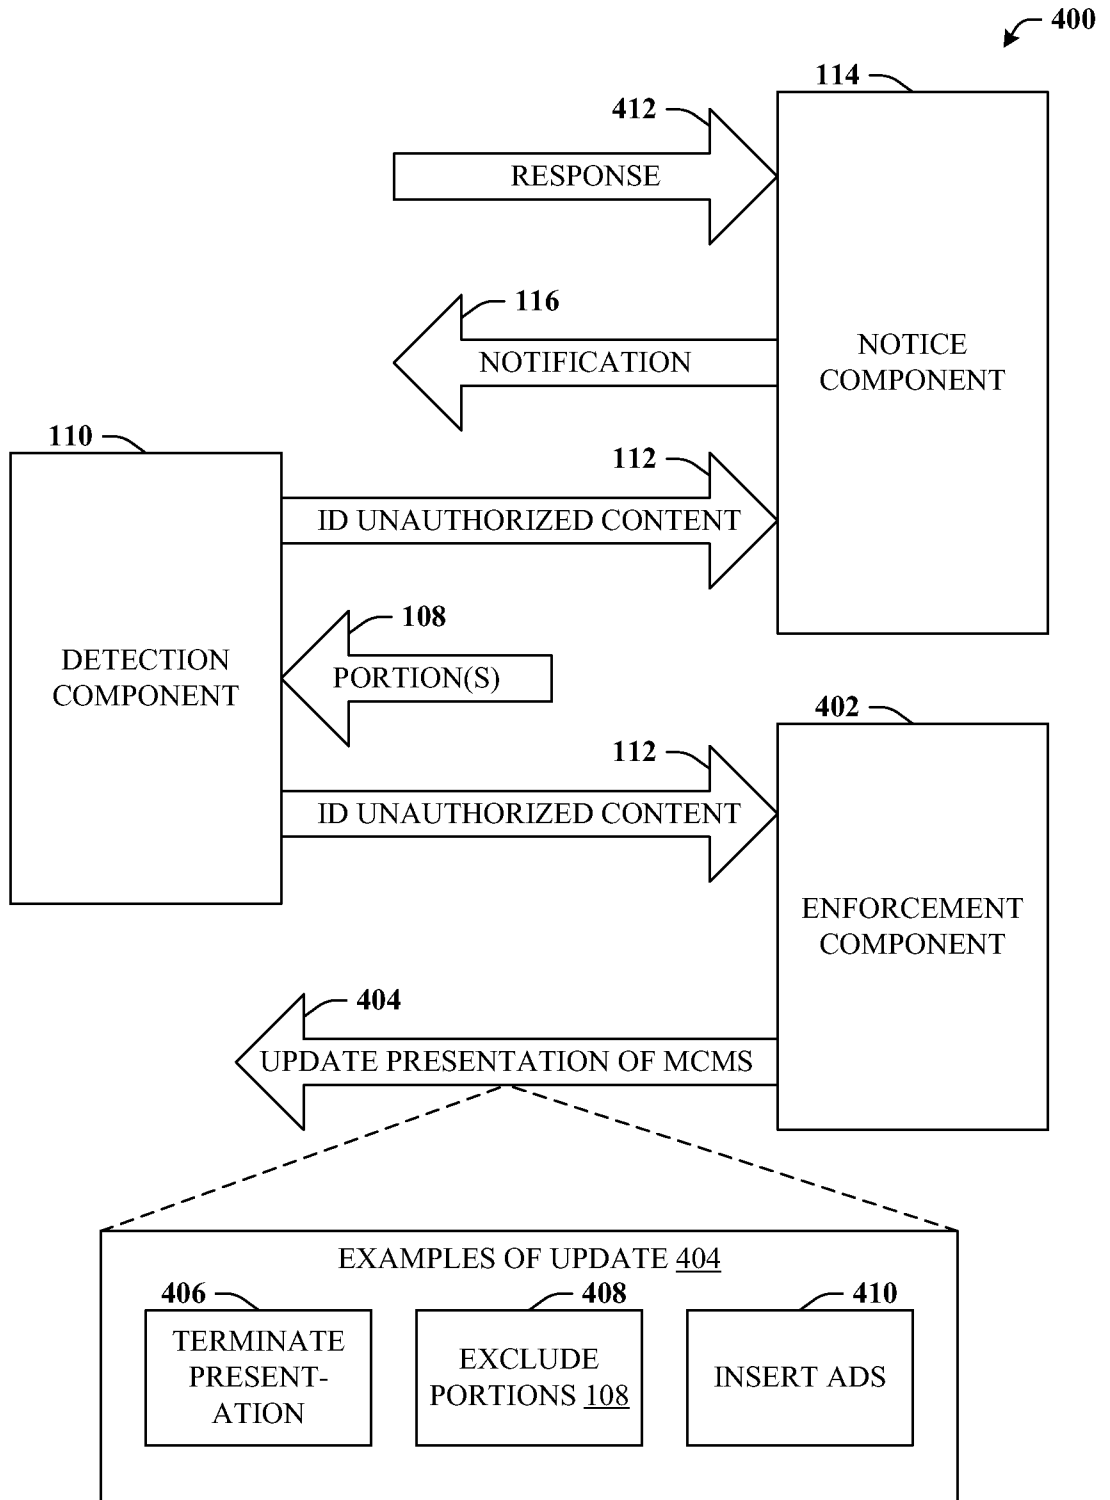 400
114
412
RESPONSE
116
NOTIFICATION
NOTICE
COMPONENT
110
112
ID UNAUTHORIZED CONTENT
108
PORTION(S)
DETECTION
COMPONENT
402
112
ID UNAUTHORIZED CONTENT
ENFORCEMENT
COMPONENT
404
UPDATE PRESENTATION OF MCMS
EXAMPLES OF UPDATE 404
406
TERMINATE
PRESENT-
ATION
408
EXCLUDE
PORTIONS 108
410
INSERT ADS